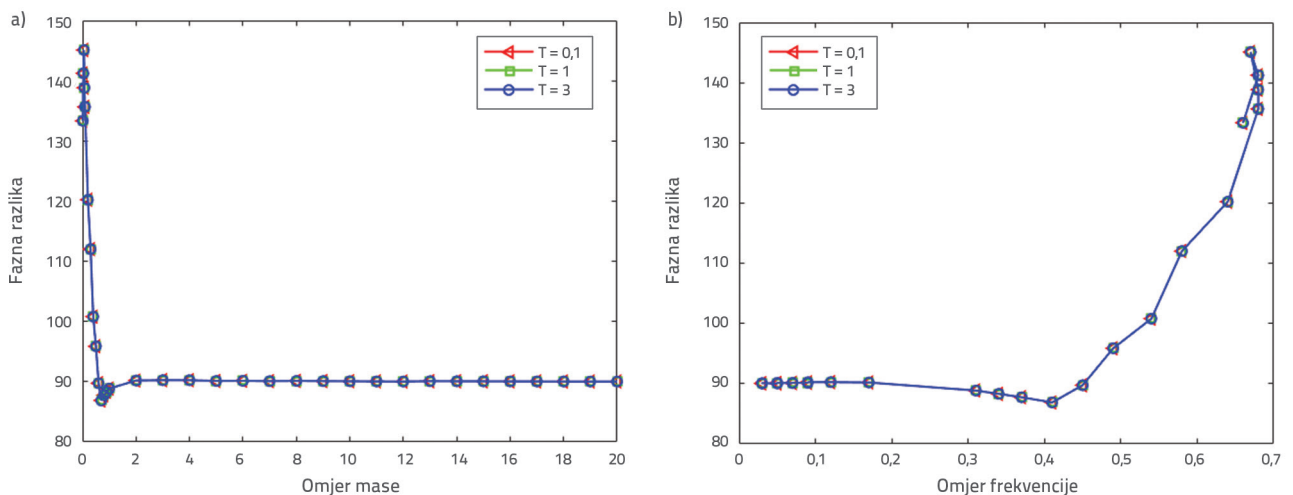 a)
Fazna razlika
150
140
130
120
110
100
90
80
T = 0,1
T = 1
T = 3
0 2 4 6 8 10 12 14 16 18 20
Omjer mase
b)
Fazna razlika
150
140
130
120
110
100
90
80
T = 0,1
T = 1
T = 3
0 0,1 0,2 0,3 0,4 0,5 0,6 0,7
Omjer frekvencije